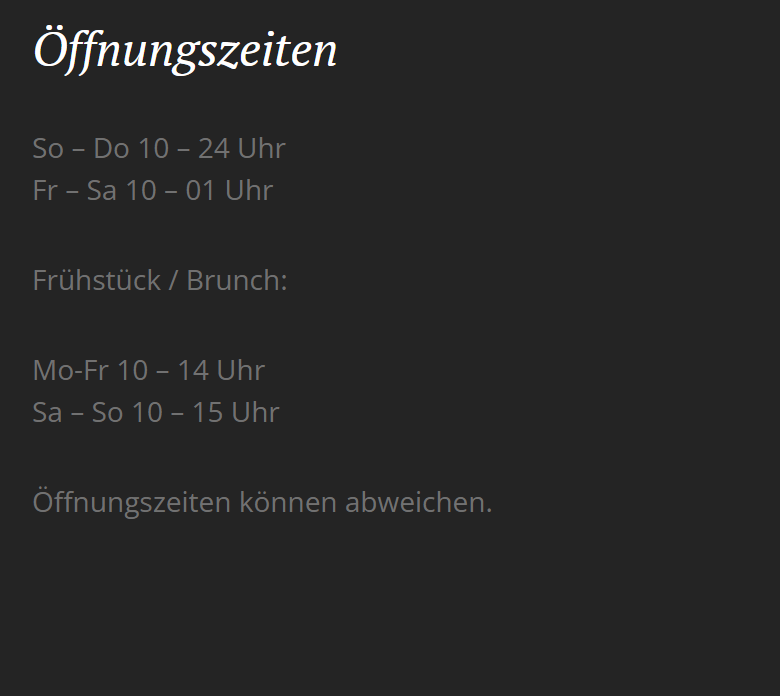 Öffnungszeiten
So – Do 10 – 24 Uhr
Fr – Sa 10 – 01 Uhr
Frühstück / Brunch:
Mo-Fr 10 – 14 Uhr
Sa – So 10 – 15 Uhr
Öffnungszeiten können abweichen.